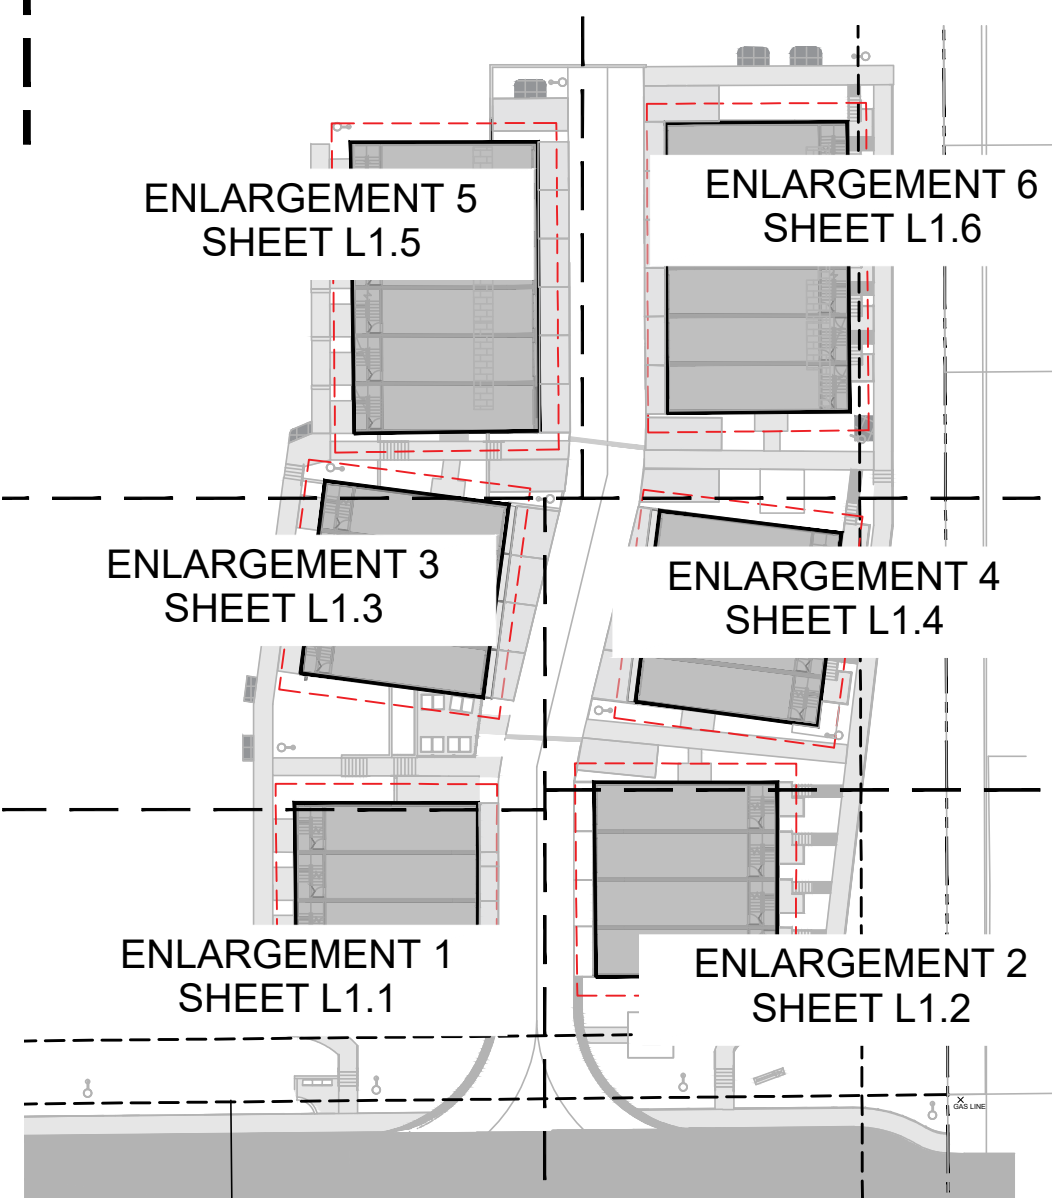 ENLARGEMENT 5
SHEET L1.5
ENLARGEMENT 6
SHEET L1.6
ENLARGEMENT 3
SHEET L1.3
ENLARGEMENT 4
SHEET L1.4
ENLARGEMENT 1
SHEET L1.1
ENLARGEMENT 2
SHEET L1.2
GAS LINE